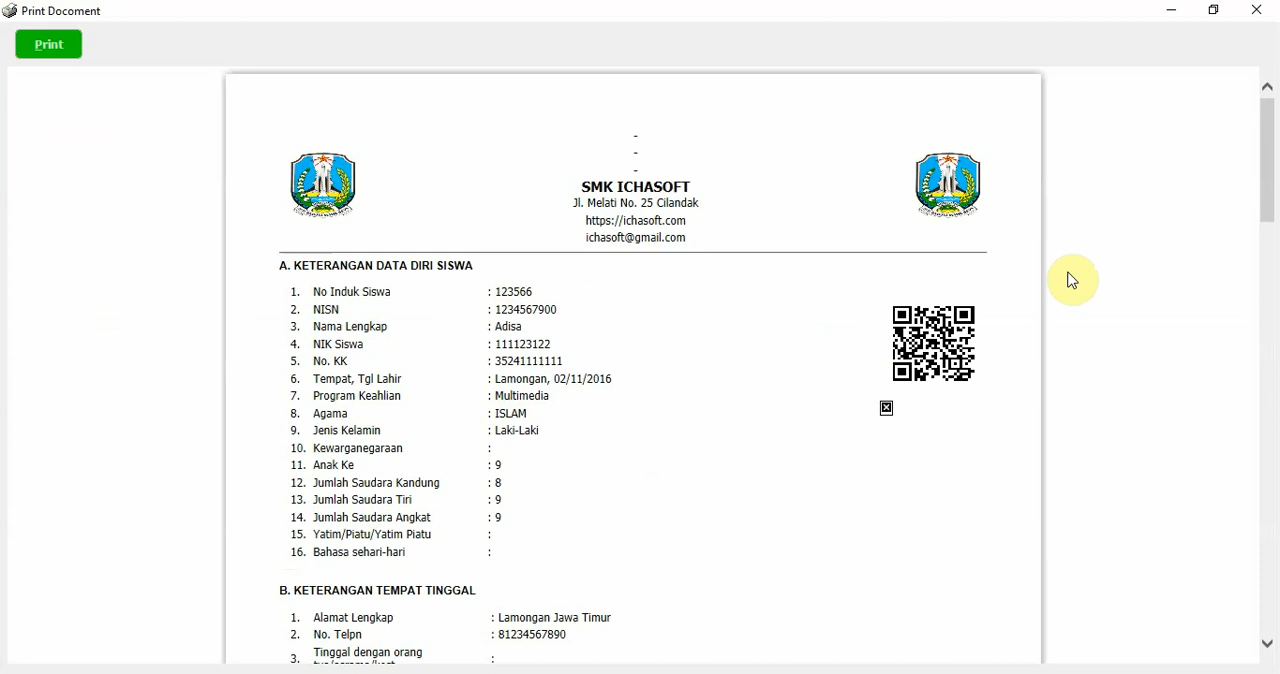 Print Document
Print
-
-
-
SMK ICHASOFT
Jl. Melati No. 25 Cilandak
https://ichasoft.com
ichasoft@gmail.com
A. KETERANGAN DATA DIRI SISWA
1. No Induk Siswa : 123566
2. NISN : 1234567900
3. Nama Lengkap : Adisa
4. NIK Siswa : 111123122
5. No. KK : 35241111111
6. Tempat, Tgl Lahir : Lamongan, 02/11/2016
7. Program Keahlian : Multimedia
8. Agama : ISLAM
9. Jenis Kelamin : Laki-Laki
10. Kewarganegaraan :
11. Anak Ke : 9
12. Jumlah Saudara Kandung : 8
13. Jumlah Saudara Tiri : 9
14. Jumlah Saudara Angkat : 9
15. Yatim/Piatu/Yatim Piatu :
16. Bahasa sehari-hari :
B. KETERANGAN TEMPAT TINGGAL
1. Alamat Lengkap : Lamongan Jawa Timur
2. No. Telpn : 81234567890
3. Tinggal dengan orang :